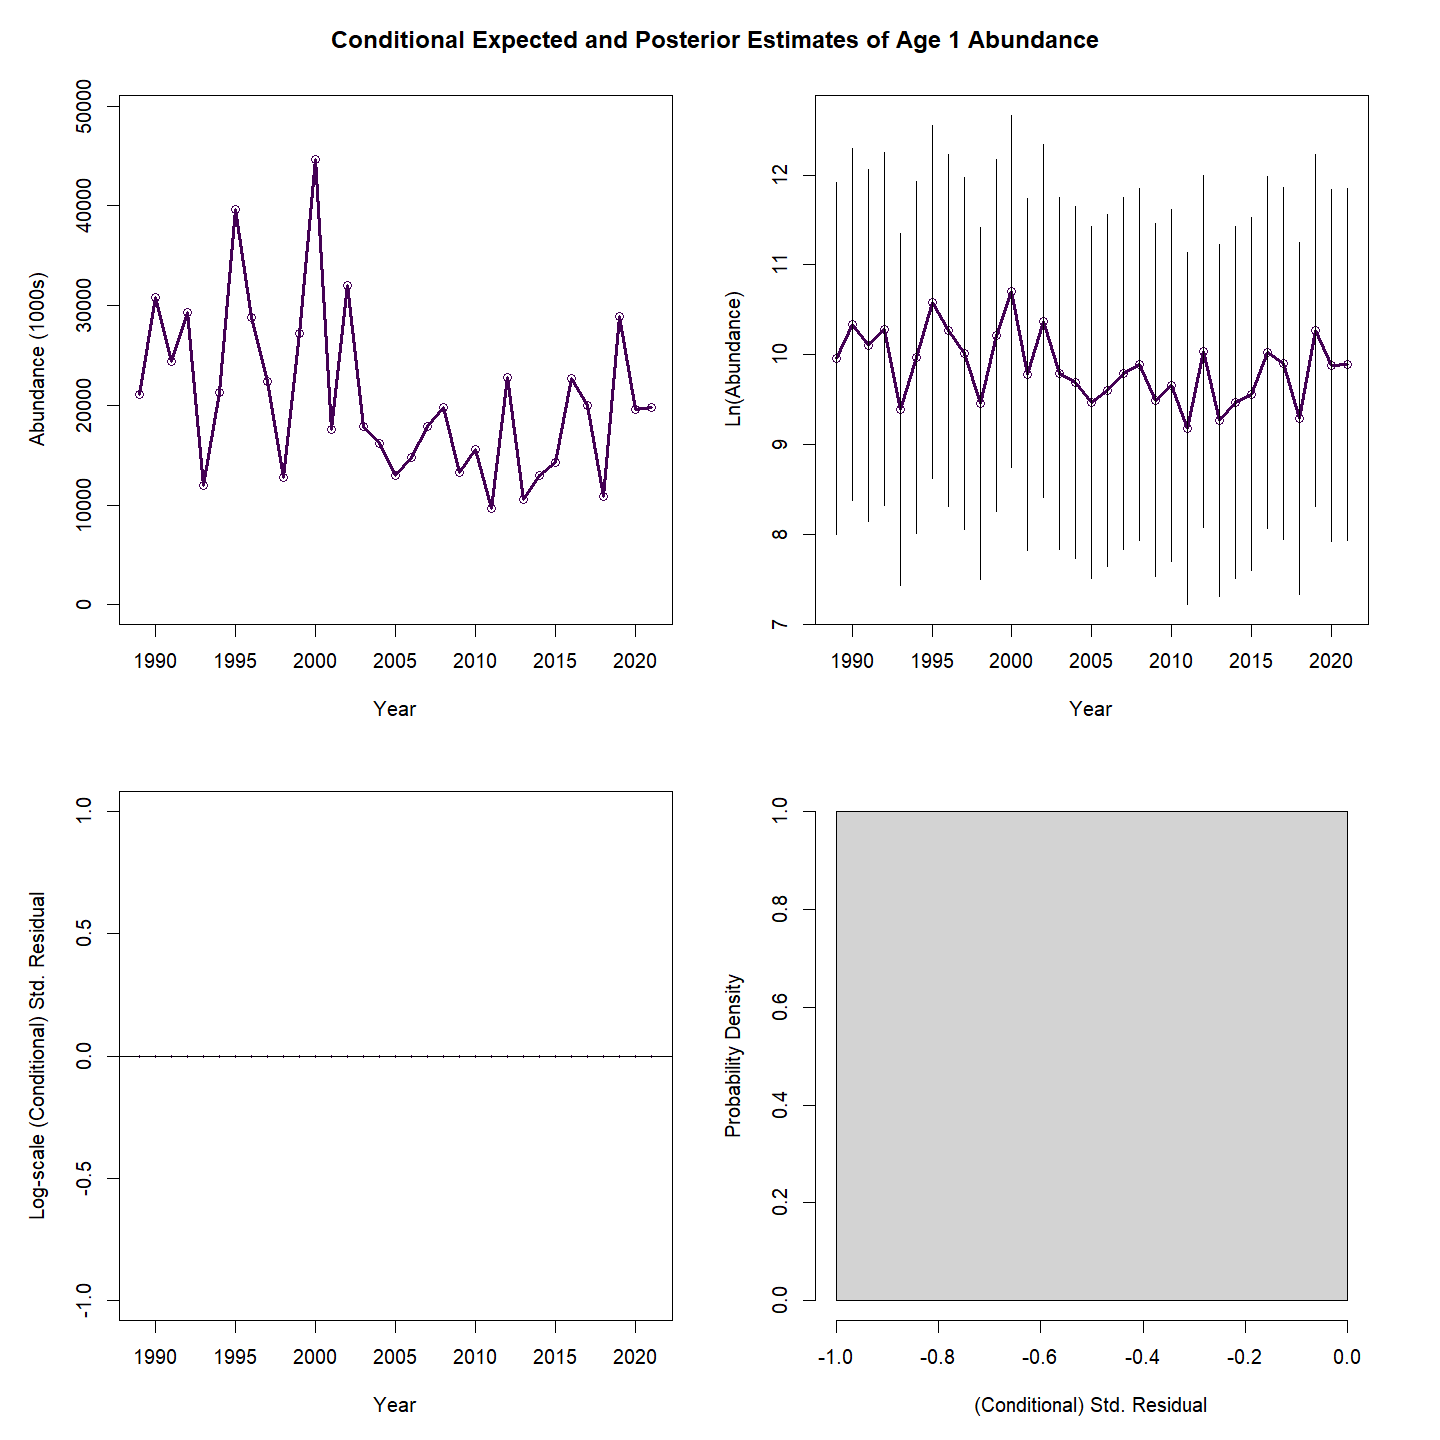 Conditional Expected and Posterior Estimates of Age 1 Abundance
Abundance (1000s)
50000
40000
30000
20000
10000
0
1990 1995 2000 2005 2010 2015 2020
Year
Ln(Abundance)
12
11
10
9
8
7
1990 1995 2000 2005 2010 2015 2020
Year
Log-scale (Conditional) Std. Residual
1.0
0.5
0.0
-0.5
-1.0
1990 1995 2000 2005 2010 2015 2020
Year
Probability Density
1.0
0.8
0.6
0.4
0.2
0.0
-1.0 -0.8 -0.6 -0.4 -0.2 0.0
(Conditional) Std. Residual